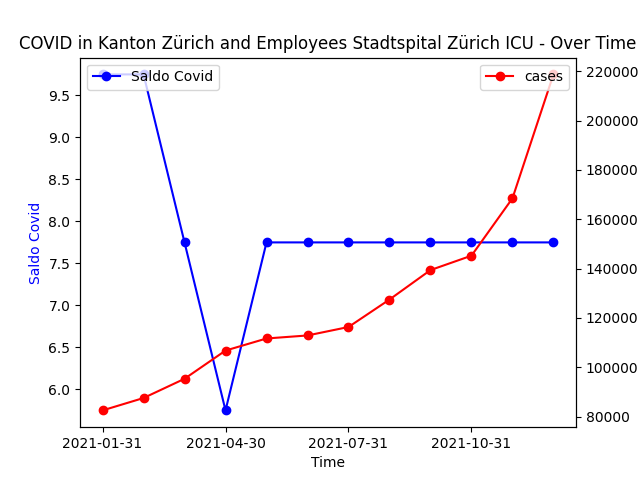 COVID in Kanton Zürich and Employees Stadtspital Zürich ICU - Over Time
Saldo Covid
cases
9.5
9.0
8.5
8.0
7.5
7.0
6.5
6.0
Saldo Covid
220000
200000
180000
160000
140000
120000
100000
80000
2021-01-31 2021-04-30 2021-07-31 2021-10-31
Time